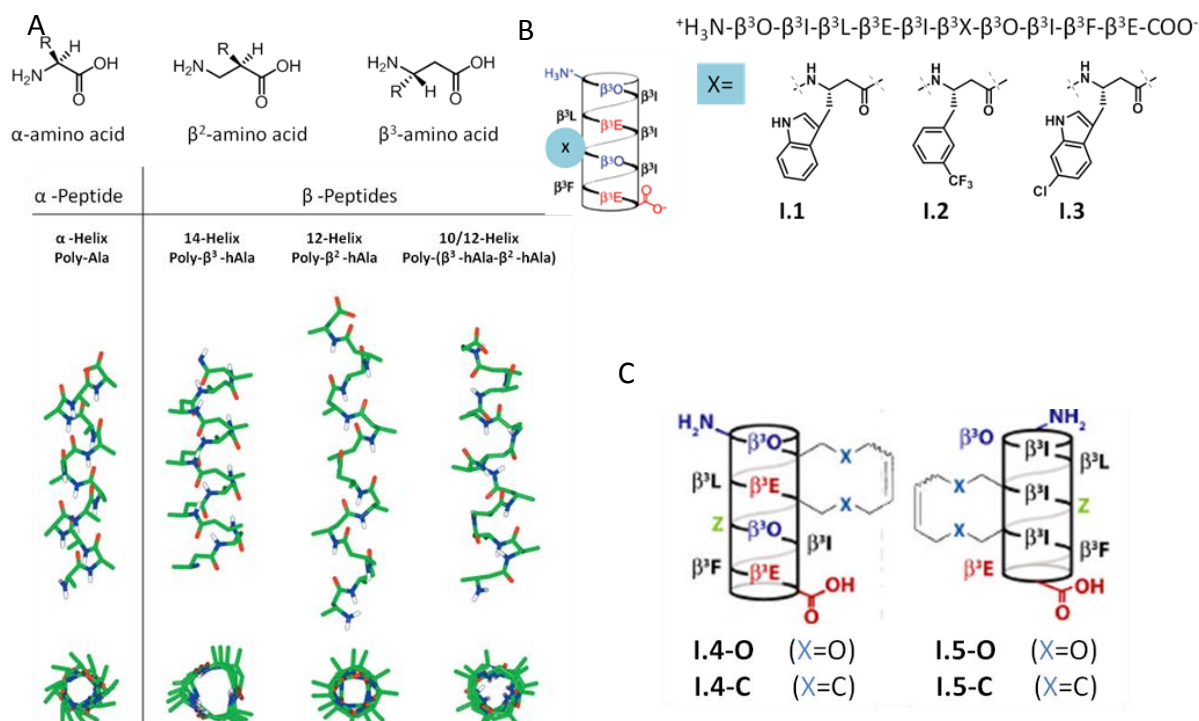 A
R
H
H₂N
OH
O
α-amino acid
R
H
H₂N
OH
O
β²-amino acid
H₂N
R
H
OH
O
β³-amino acid
α -Peptide
β -Peptides
α -Helix
Poly-Ala
14-Helix
Poly-β³ -hAla
12-Helix
Poly-β² -hAla
10/12-Helix
Poly-(β³ -hAla-β² -hAla)
B
⁺H₃N-β³O-β³I-β³L-β³E-β³I-β³X-β³O-β³I-β³F-β³E-COO⁻
H₃N⁺
β³O
β³I
β³L
β³E
β³I
X
β³O
β³I
β³F
β³E
O
O⁻
X=
H
N
O
HN
I.1
H
N
O
CF₃
I.2
H
N
O
HN
Cl
I.3
C
H₂N
β³O
X
β³L
β³E
X
Z
β³O
β³I
β³F
β³E
OH
O
I.4-O (X=O)
I.4-C (X=C)
NH₂
β³O
β³I
β³L
X
β³I
Z
X
β³I
β³F
β³E
OH
O
I.5-O (X=O)
I.5-C (X=C)